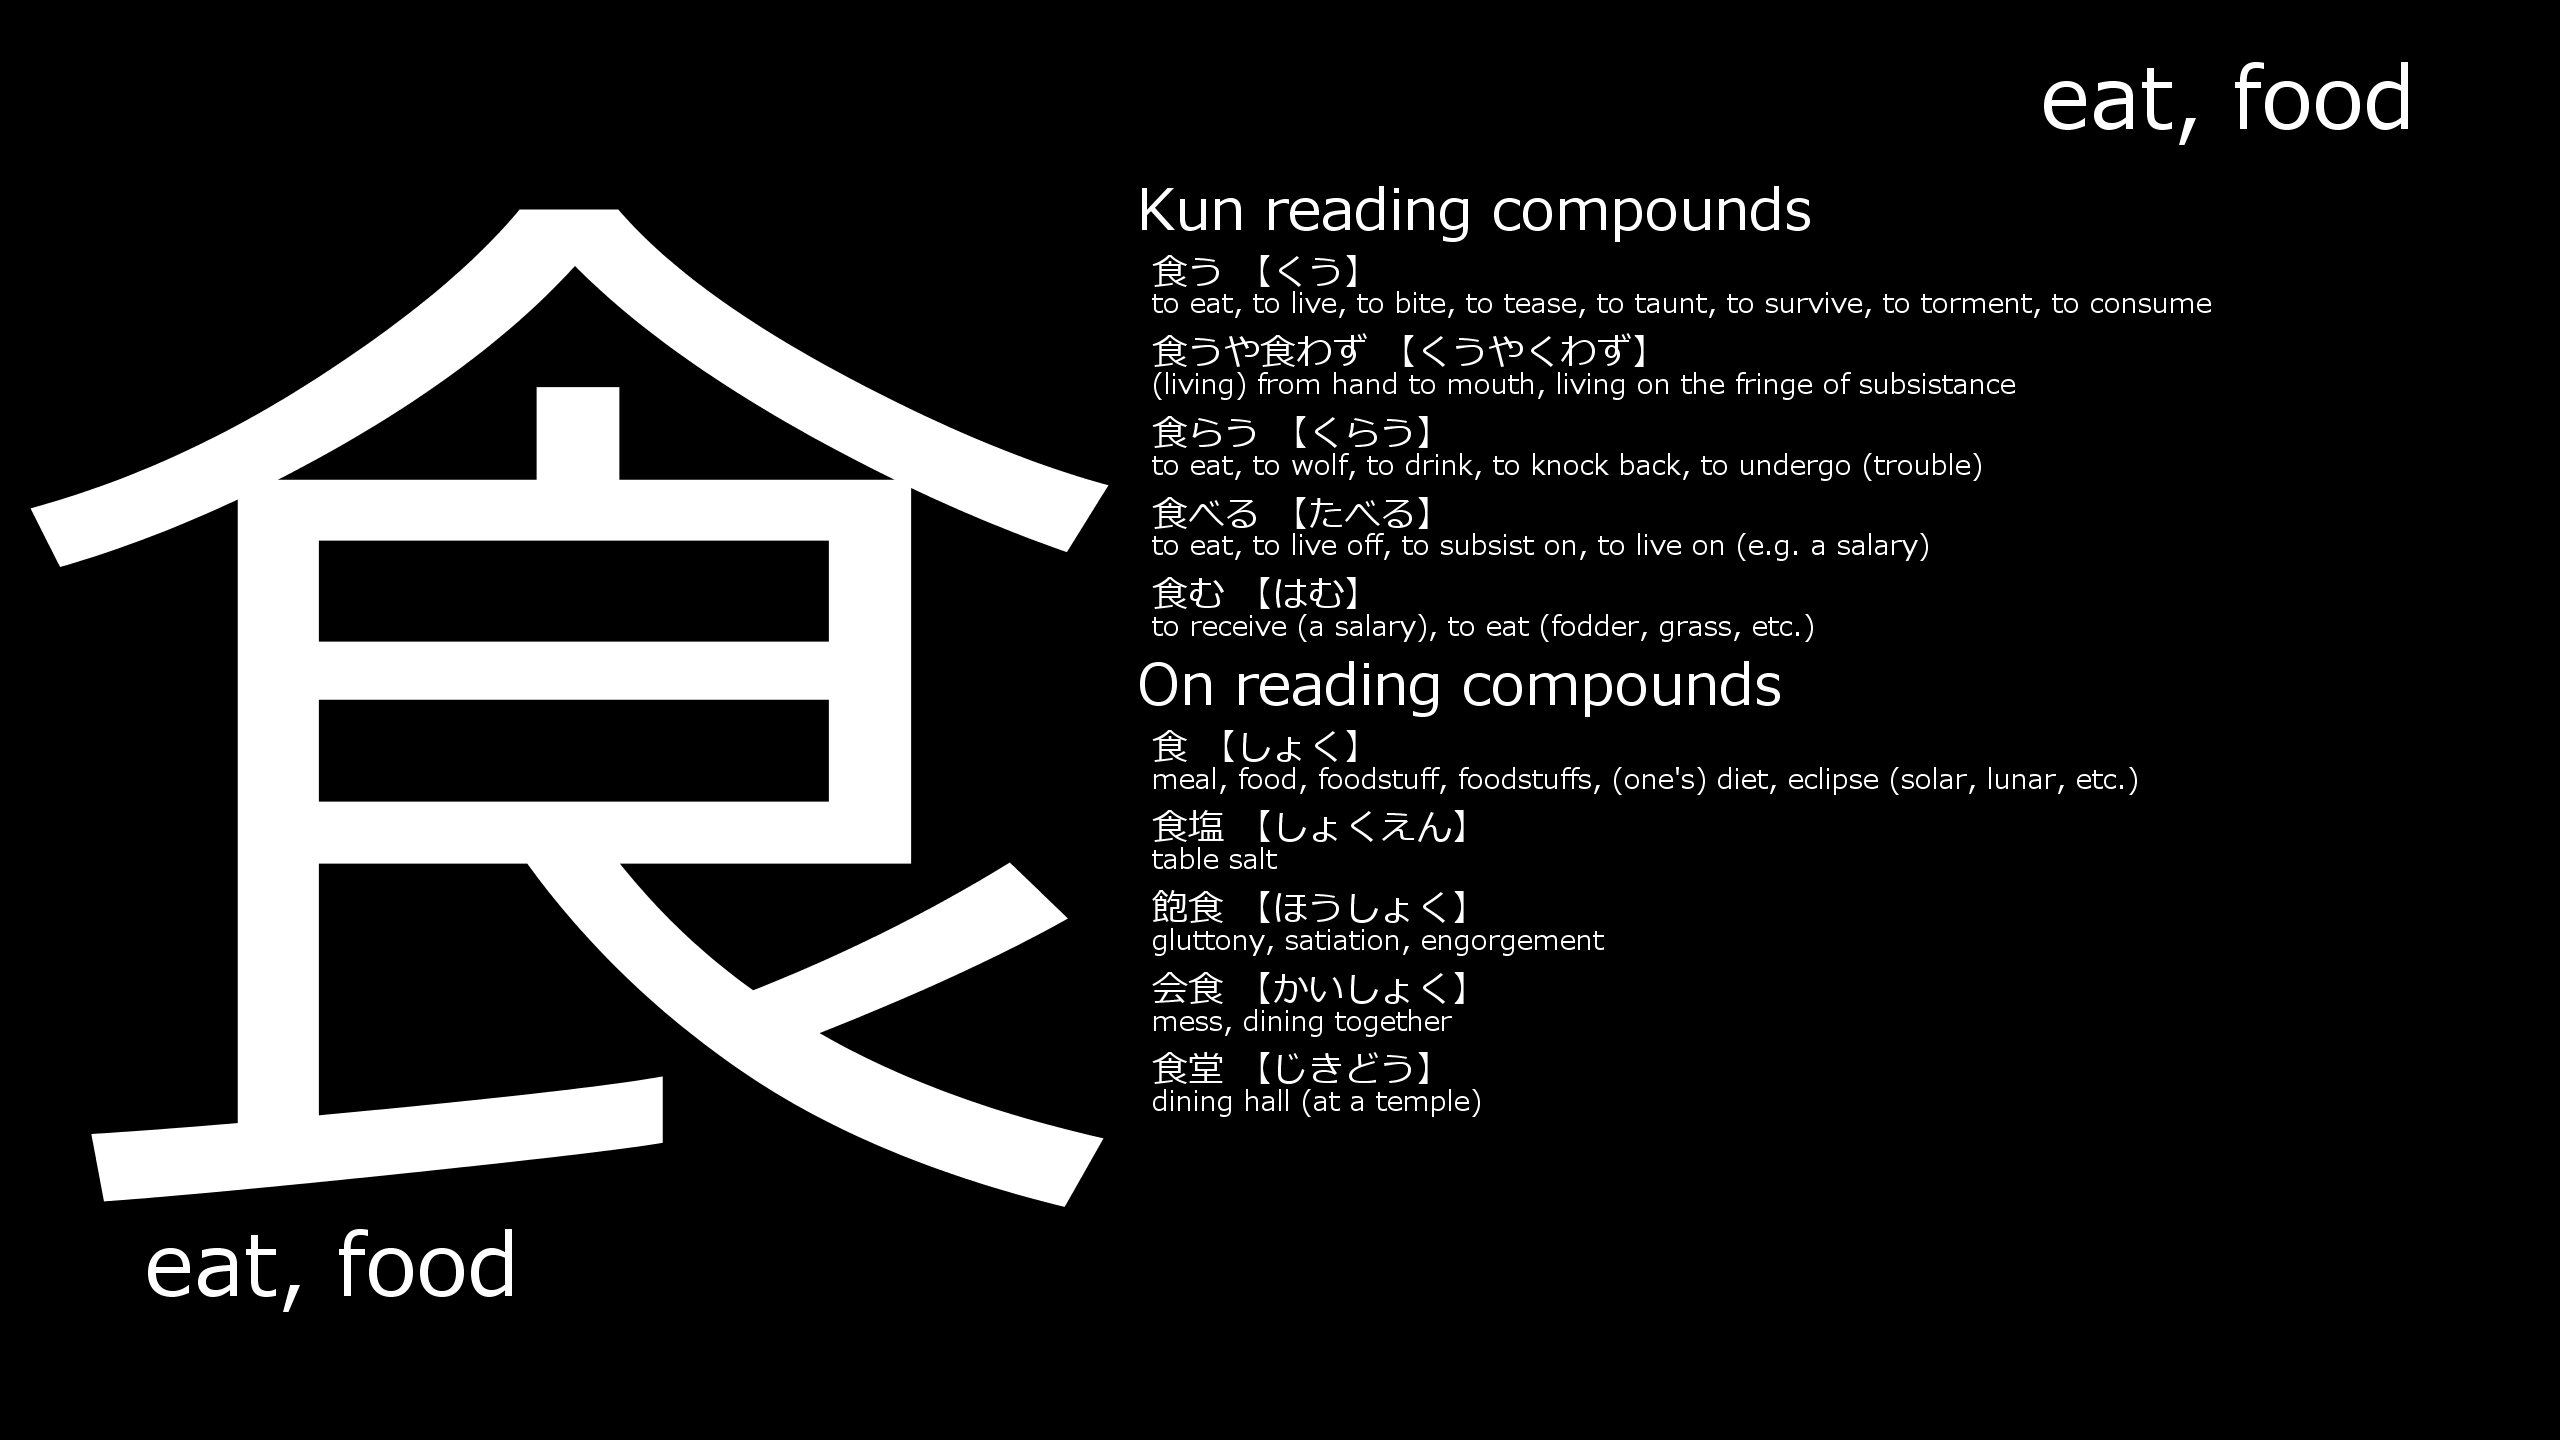 eat, food
食
Kun reading compounds
食う 【くう】
to eat, to live, to bite, to tease, to taunt, to survive, to torment, to consume
食うや食わず 【くうやくわず】
(living) from hand to mouth, living on the fringe of subsistance
食らう 【くらう】
to eat, to wolf, to drink, to knock back, to undergo (trouble)
食べる 【たべる】
to eat, to live off, to subsist on, to live on (e.g. a salary)
食む 【はむ】
to receive (a salary), to eat (fodder, grass, etc.)
On reading compounds
食 【しょく】
meal, food, foodstuff, foodstuffs, (one's) diet, eclipse (solar, lunar, etc.)
食塩 【しょくえん】
table salt
飽食 【ほうしょく】
gluttony, satiation, engorgement
会食 【かいしょく】
mess, dining together
食堂 【じきどう】
dining hall (at a temple)
eat, food